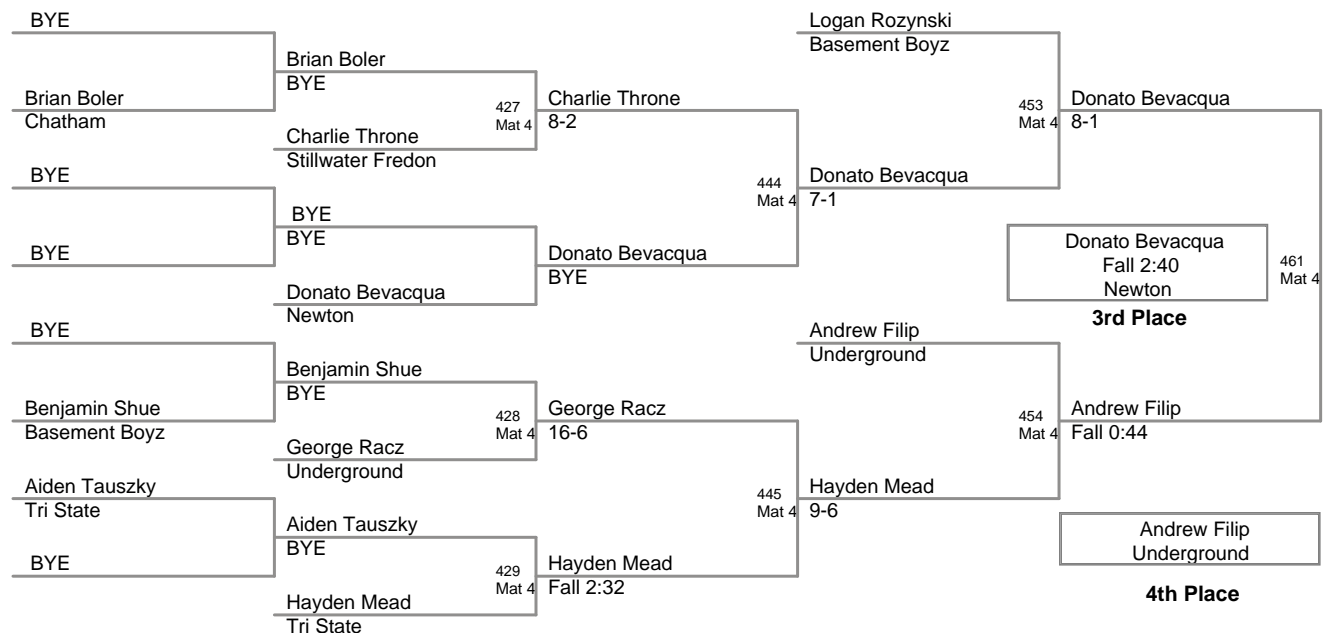 BYE
Logan Rozynski
Basement Boyz
Brian Boler
BYE
Brian Boler
Chatham
427
Mat 4
Charlie Throne
8-2
453
Mat 4
Donato Bevacqua
8-1
Charlie Throne
Stillwater Fredon
BYE
444
Mat 4
Donato Bevacqua
7-1
BYE
BYE
BYE
Donato Bevacqua
BYE
Donato Bevacqua
Fall 2:40
Newton
461
Mat 4
Donato Bevacqua
Newton
3rd Place
BYE
Andrew Filip
Underground
Benjamin Shue
BYE
Benjamin Shue
Basement Boyz
428
Mat 4
George Racz
16-6
454
Mat 4
Andrew Filip
Fall 0:44
George Racz
Underground
Aiden Tauszky
Tri State
445
Mat 4
Hayden Mead
9-6
Aiden Tauszky
BYE
Andrew Filip
Underground
BYE
429
Mat 4
Hayden Mead
Fall 2:32
4th Place
Hayden Mead
Tri State